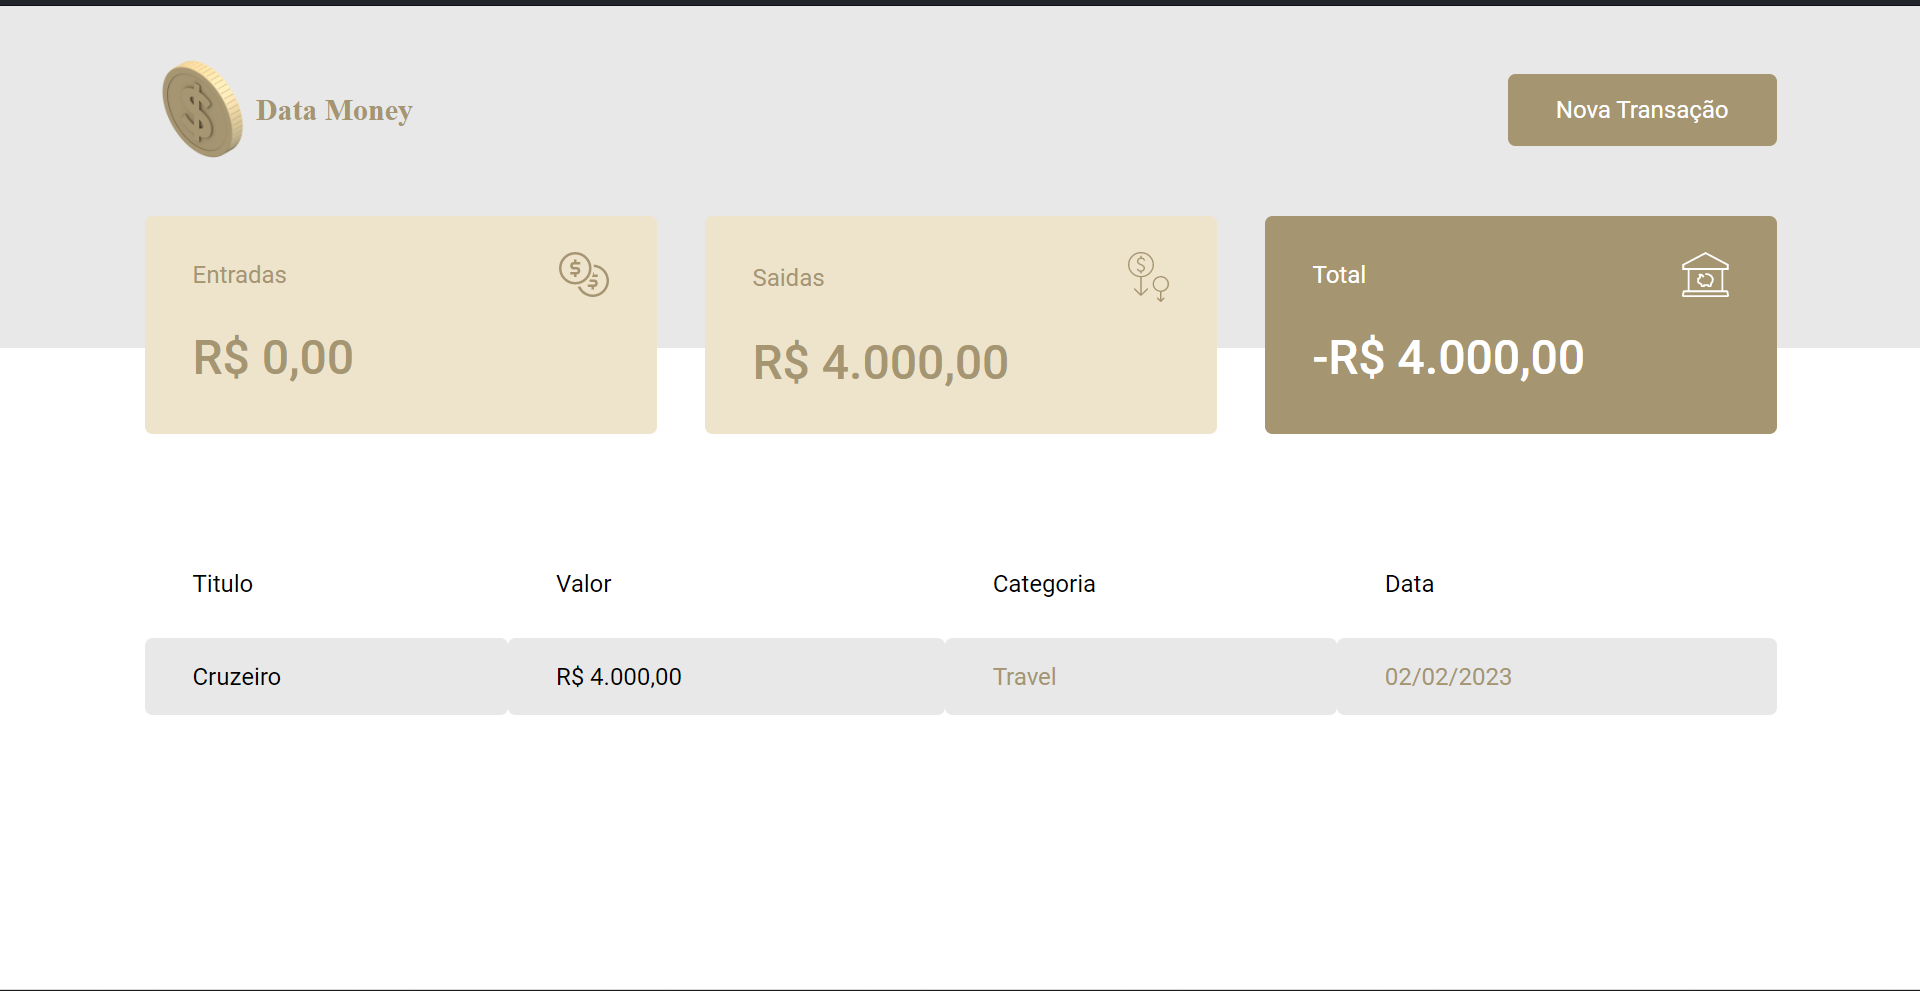 Data Money
Nova Transação
Entradas
R$ 0,00
Saidas
R$ 4.000,00
Total
-R$ 4.000,00
Titulo Valor Categoria Data
Cruzeiro R$ 4.000,00 Travel 02/02/2023